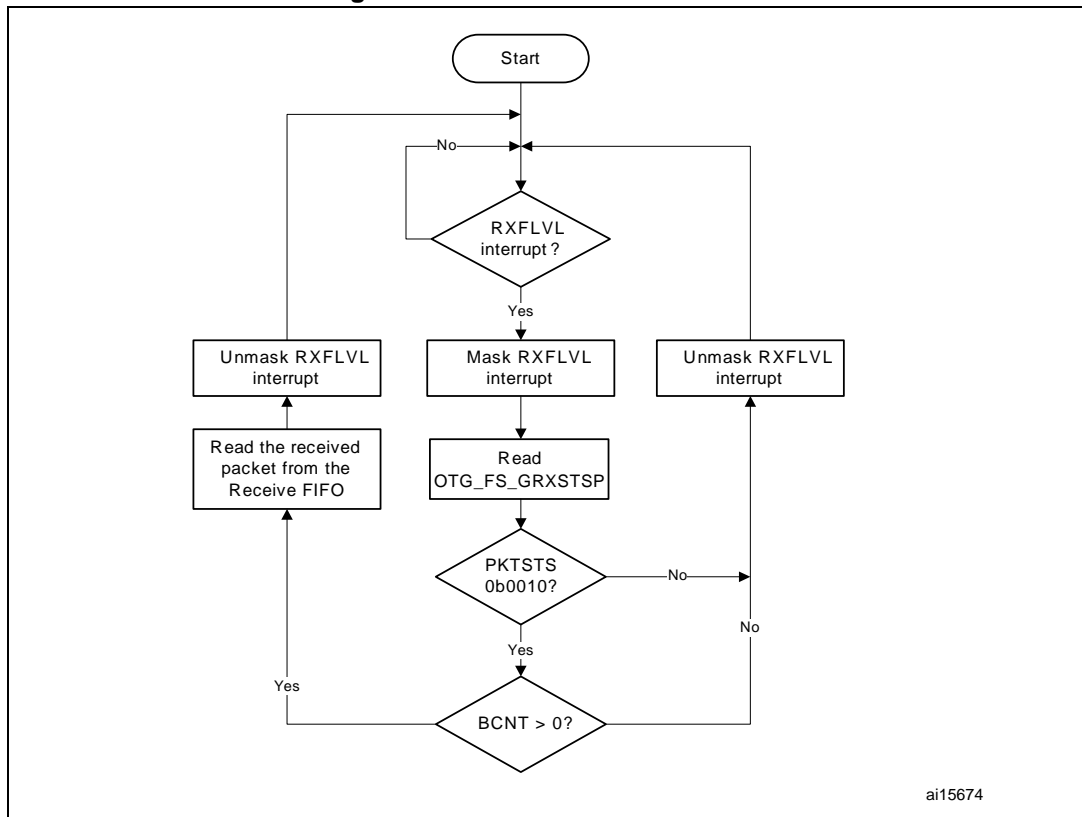 Start
No
RXFLVL
interrupt ?
Yes
Unmask RXFLVL
interrupt
Mask RXFLVL
interrupt
Unmask RXFLVL
interrupt
Read the received
packet from the
Receive FIFO
Read
OTG_FS_GRXSTSP
PKTSTS
0b0010?
No
No
Yes
Yes
BCNT > 0?
ai15674